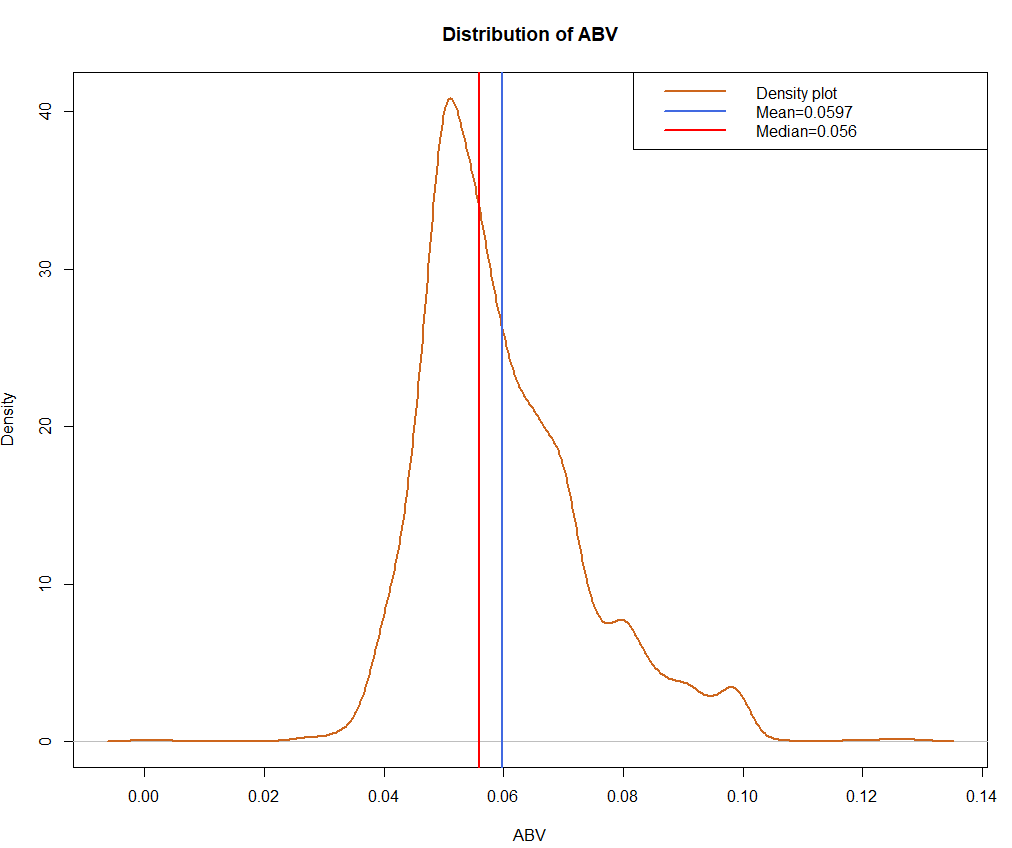 Distribution of ABV
Density plot
Mean=0.0597
Median=0.056
Density
40
30
20
10
0
0.00 0.02 0.04 0.06 0.08 0.10 0.12 0.14
ABV